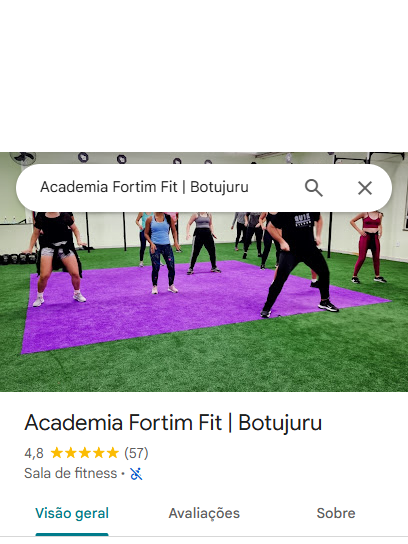 Academia Fortim Fit | Botujuru
Academia Fortim Fit | Botujuru
4,8 (57)
Sala de fitness ·
Visão geral Avaliações Sobre